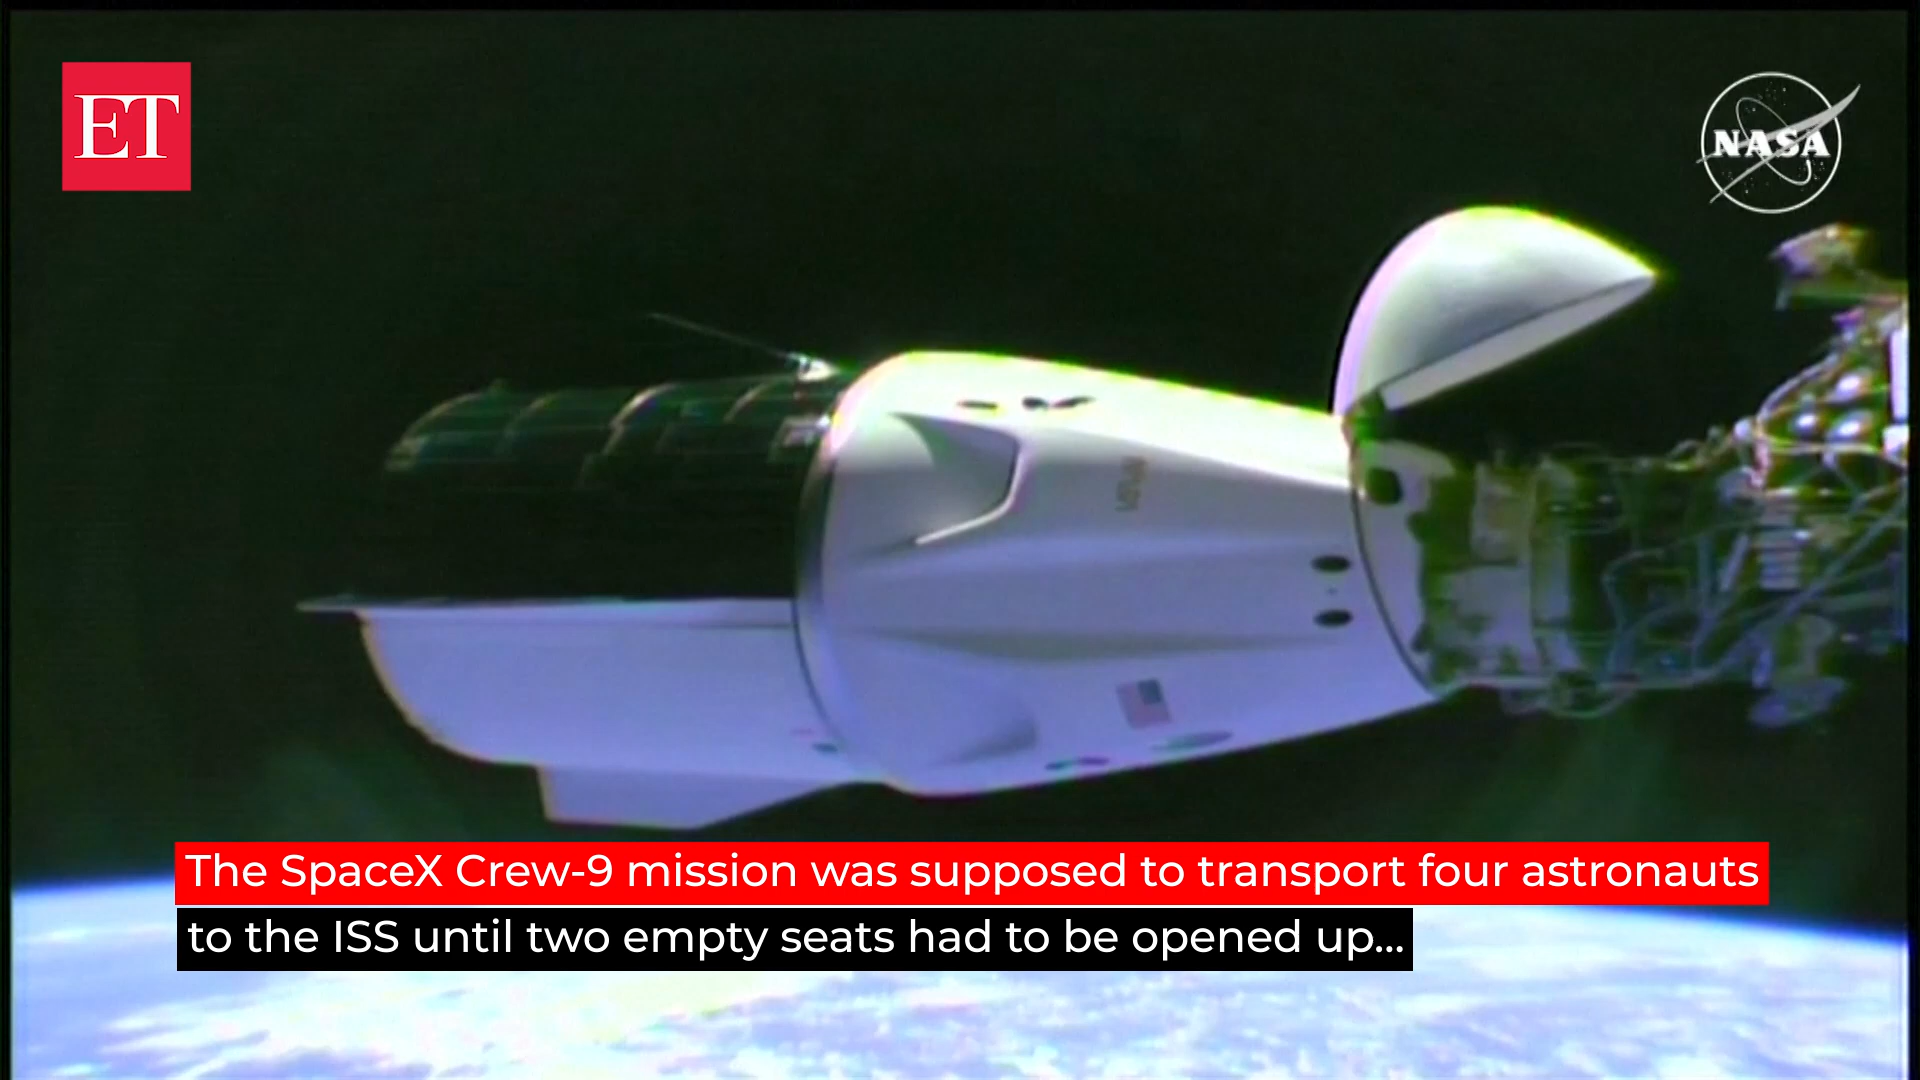 ET
NASA
The SpaceX Crew-9 mission was supposed to transport four astronauts
to the ISS until two empty seats had to be opened up...